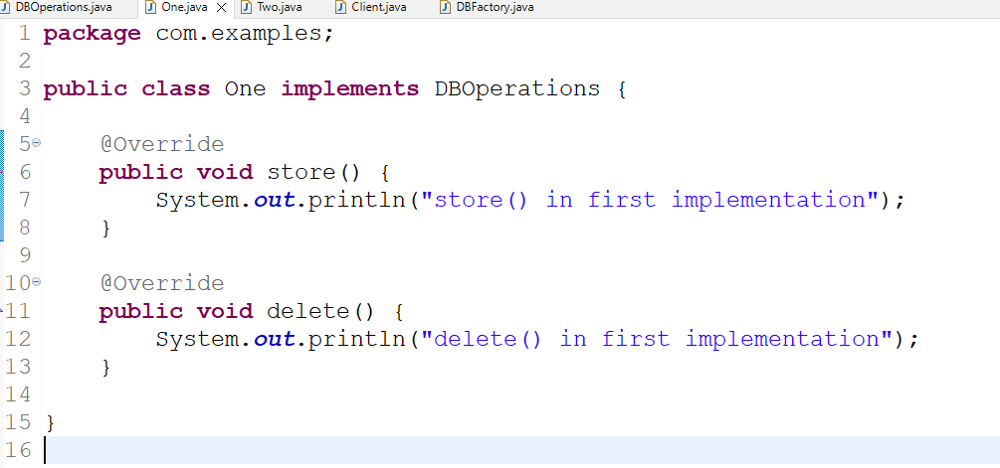 DBOperations.java One.java Two.java Client.java DBFactory.java
1 package com.examples;
2
3 public class One implements DBOperations {
4
5 @Override
6 public void store() {
7 System.out.println("store() in first implementation");
8 }
9
10 @Override
11 public void delete() {
12 System.out.println("delete() in first implementation");
13 }
14
15 }
16